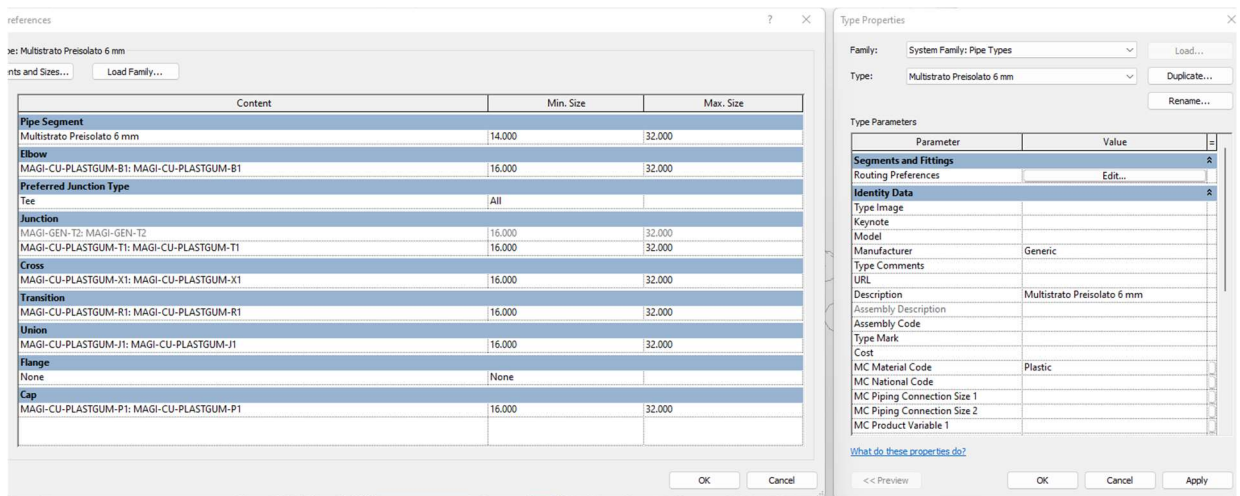 references ? ×
pe: Multistrato Preisolato 6 mm
nts and Sizes... Load Family...
Content Min. Size Max. Size
Pipe Segment
Multistrato Preisolato 6 mm 14.000 32.000
Elbow
MAGI-CU-PLASTGUM-B1: MAGI-CU-PLASTGUM-B1 16.000 32.000
Preferred Junction Type
Tee All
Junction
MAGI-GEN-T2: MAGI-GEN-T2 16.000 32.000
MAGI-CU-PLASTGUM-T1: MAGI-CU-PLASTGUM-T1 16.000 32.000
Cross
MAGI-CU-PLASTGUM-X1: MAGI-CU-PLASTGUM-X1 16.000 32.000
Transition
MAGI-CU-PLASTGUM-R1: MAGI-CU-PLASTGUM-R1 16.000 32.000
Union
MAGI-CU-PLASTGUM-J1: MAGI-CU-PLASTGUM-J1 16.000 32.000
Flange
None None
Cap
MAGI-CU-PLASTGUM-P1: MAGI-CU-PLASTGUM-P1 16.000 32.000
OK Cancel
Type Properties ×
Family: System Family: Pipe Types Load...
Type: Multistrato Preisolato 6 mm Duplicate...
Rename...
Type Parameters
Parameter Value =
Segments and Fittings
Routing Preferences Edit...
Identity Data
Type Image
Keynote
Model
Manufacturer Generic
Type Comments
URL
Description Multistrato Preisolato 6 mm
Assembly Description
Assembly Code
Type Mark
Cost
MC Material Code Plastic
MC National Code
MC Piping Connection Size 1
MC Piping Connection Size 2
MC Product Variable 1
What do these properties do?
<< Preview OK Cancel Apply